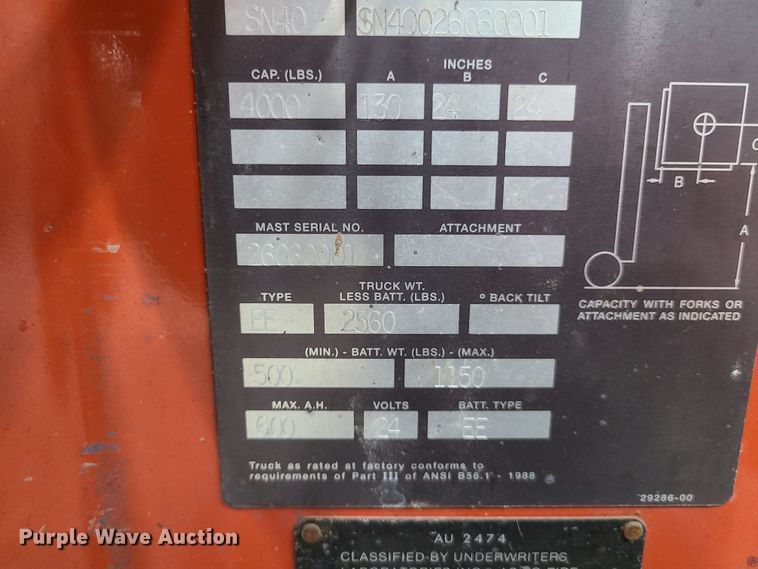 SN40 SN40026060001
INCHES
CAP. (LBS.) A B C
4000 130 24 24
MAST SERIAL NO. ATTACHMENT
26060001
TRUCK WT.
TYPE LESS BATT. (LBS.) ° BACK TILT
EE 2560
(MIN.) - BATT. WT. (LBS.) - (MAX.)
500 1150
MAX. A.H. VOLTS BATT. TYPE
600 24 EE
Truck as rated at factory conforms to
requirements of Part III of ANSI B56.1 - 1988
C
B
A
CAPACITY WITH FORKS OR
ATTACHMENT AS INDICATED
29286-00
AU 2474
CLASSIFIED BY UNDERWRITERS
Purple Wave Auction